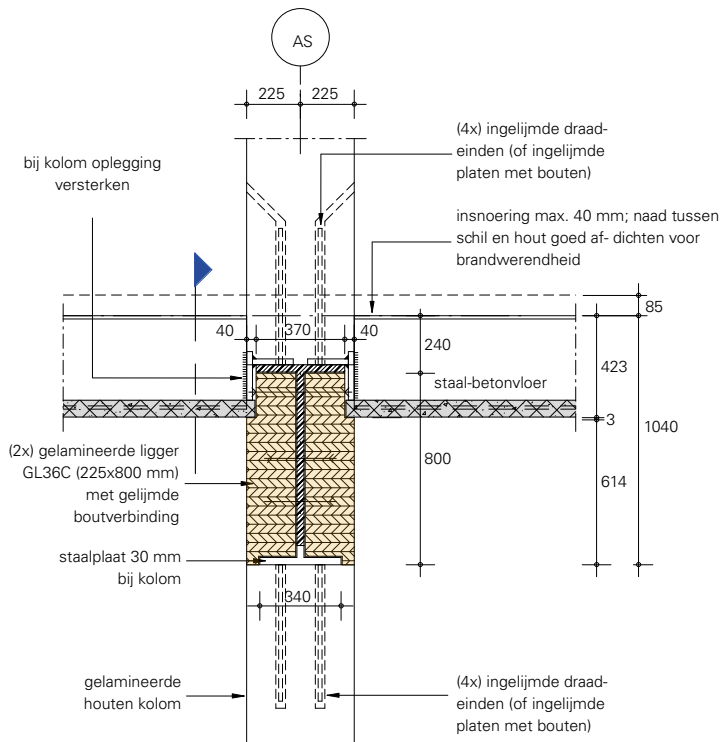 AS
225 225
(4x) ingelijmde draad-
einden (of ingelijmde
platen met bouten)
bij kolom oplegging
versterken
insnoering max. 40 mm; naad tussen
schil en hout goed af- dichten voor
brandwerendheid
85
40 370 40
240
423
staal-betonvloer
3
1040
(2x) gelamineerde ligger
GL36C (225x800 mm)
met gelijmde
boutverbinding
800
614
staalplaat 30 mm
bij kolom
340
gelamineerde
houten kolom
(4x) ingelijmde draad-
einden (of ingelijmde
platen met bouten)